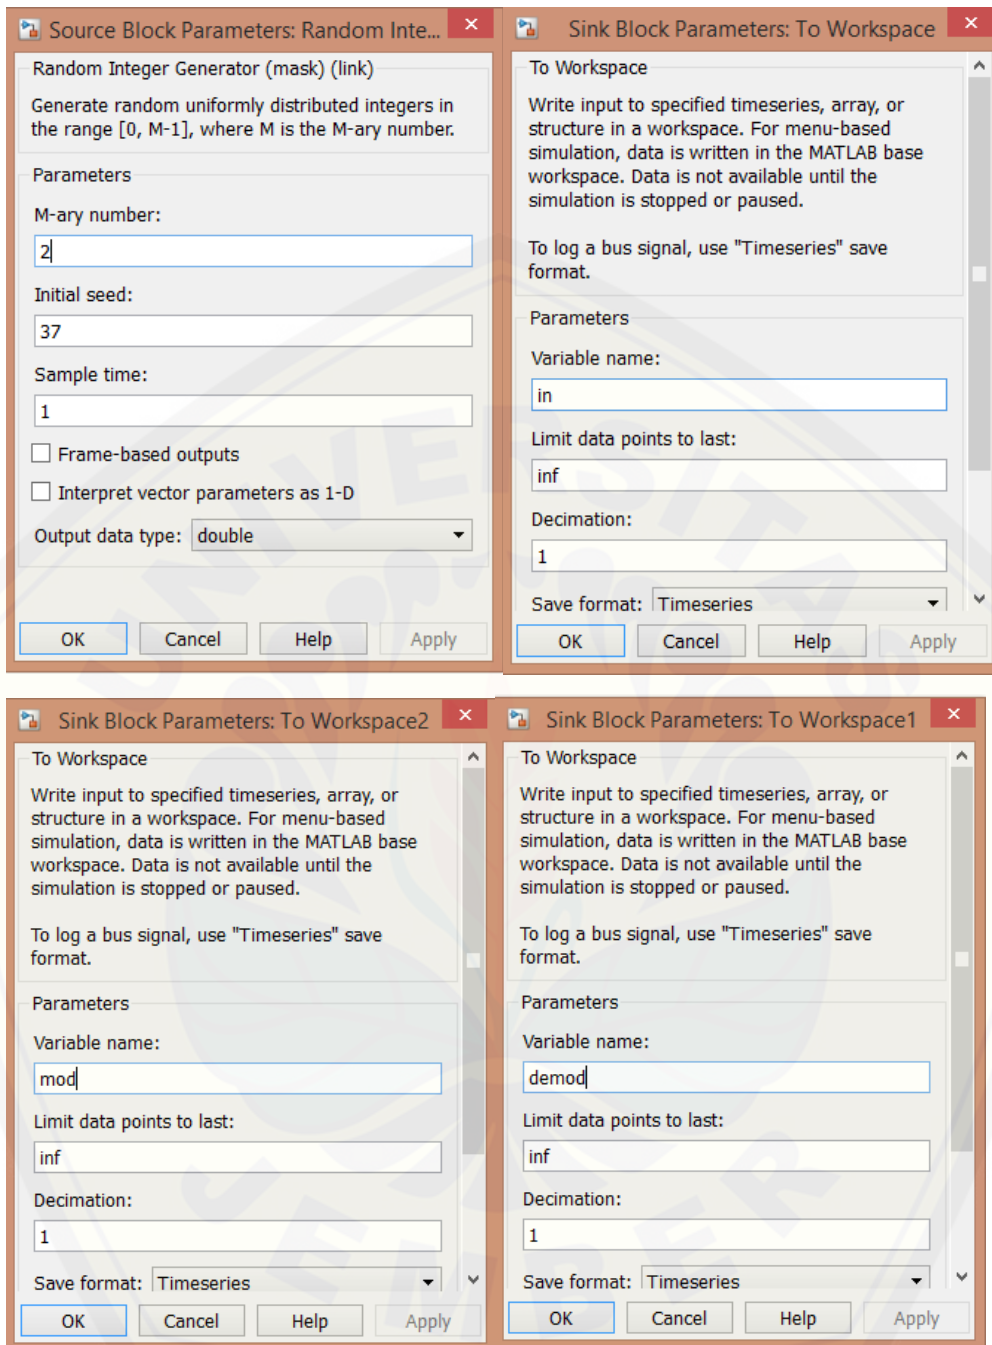 Source Block Parameters: Random Inte...
Random Integer Generator (mask) (link)
Generate random uniformly distributed integers in
the range [0, M-1], where M is the M-ary number.
Parameters
M-ary number:
2
Initial seed:
37
Sample time:
1
Frame-based outputs
Interpret vector parameters as 1-D
Output data type: double
OK Cancel Help Apply
Sink Block Parameters: To Workspace
To Workspace
Write input to specified timeseries, array, or
structure in a workspace. For menu-based
simulation, data is written in the MATLAB base
workspace. Data is not available until the
simulation is stopped or paused.
To log a bus signal, use "Timeseries" save
format.
Parameters
Variable name:
in
Limit data points to last:
inf
Decimation:
1
Save format: Timeseries
OK Cancel Help Apply
Sink Block Parameters: To Workspace2
To Workspace
Write input to specified timeseries, array, or
structure in a workspace. For menu-based
simulation, data is written in the MATLAB base
workspace. Data is not available until the
simulation is stopped or paused.
To log a bus signal, use "Timeseries" save
format.
Parameters
Variable name:
mod
Limit data points to last:
inf
Decimation:
1
Save format: Timeseries
OK Cancel Help Apply
Sink Block Parameters: To Workspace1
To Workspace
Write input to specified timeseries, array, or
structure in a workspace. For menu-based
simulation, data is written in the MATLAB base
workspace. Data is not available until the
simulation is stopped or paused.
To log a bus signal, use "Timeseries" save
format.
Parameters
Variable name:
demod
Limit data points to last:
inf
Decimation:
1
Save format: Timeseries
OK Cancel Help Apply
UNIVERSITAS
JEMBER